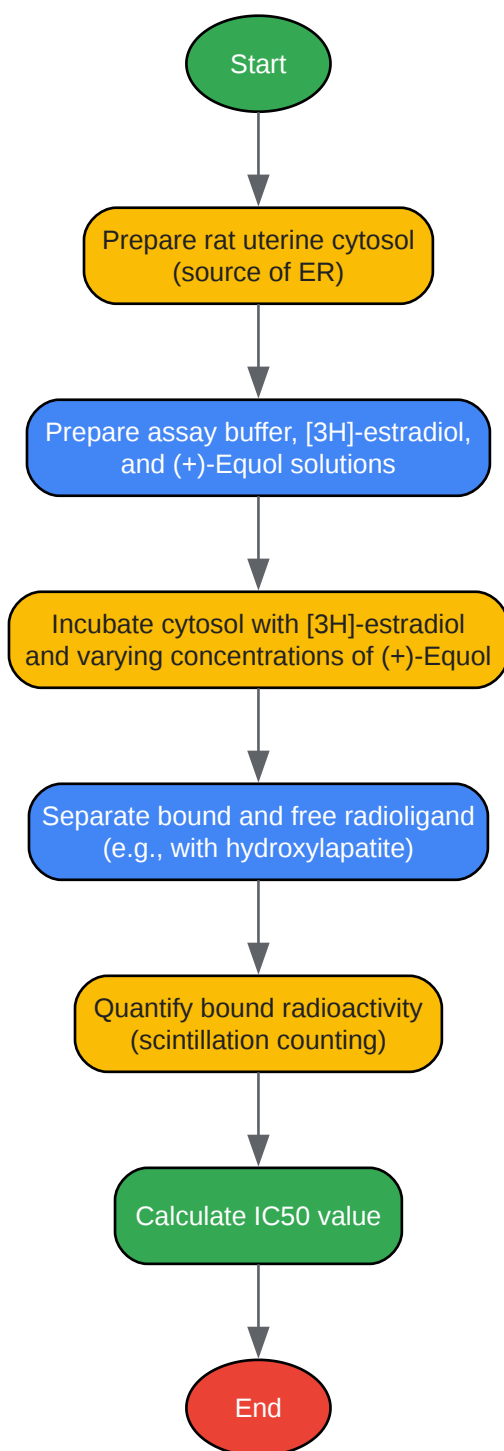 Start
Prepare rat uterine cytosol
(source of ER)
Prepare assay buffer, [3H]-estradiol,
and (+)-Equol solutions
Incubate cytosol with [3H]-estradiol
and varying concentrations of (+)-Equol
Separate bound and free radioligand
(e.g., with hydroxylapatite)
Quantify bound radioactivity
(scintillation counting)
Calculate IC50 value
End